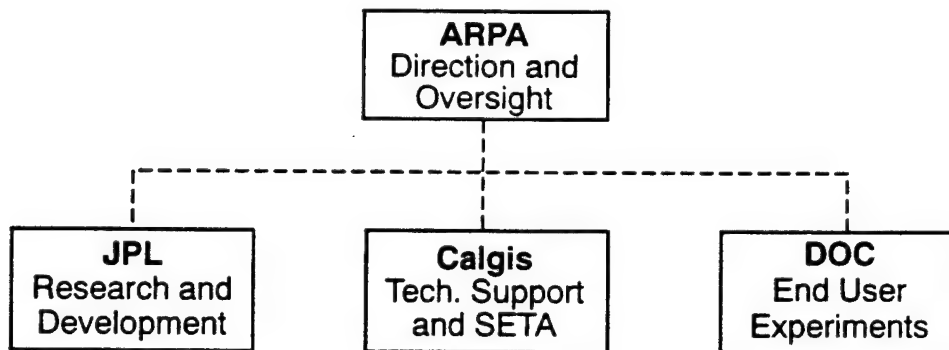 ARPA
Direction and
Oversight
JPL
Research and
Development
Calgis
Tech. Support
and SETA
DOC
End User
Experiments